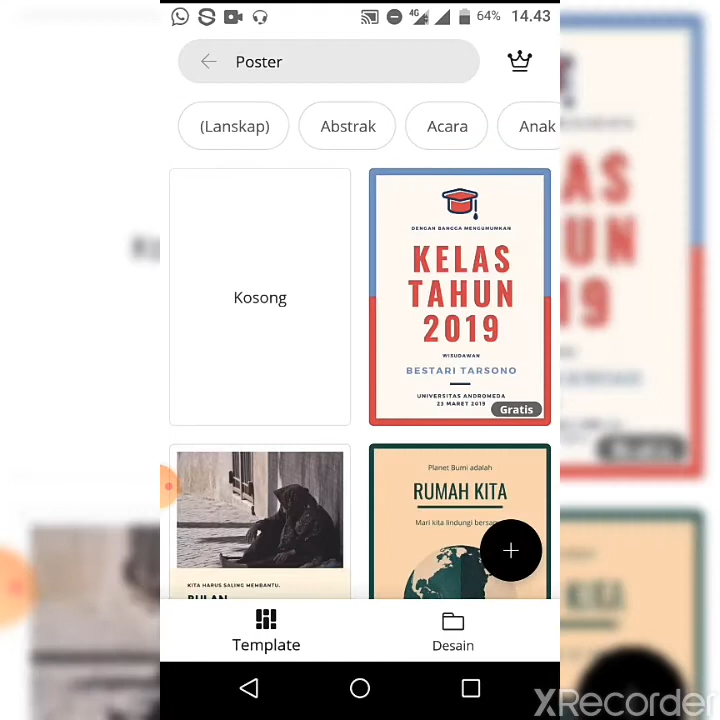 4G 64% 14.43
Poster
(Lanskap) Abstrak Acara Anak
Kosong
DENGAN BANGGA MENGUMUMKAN
KELAS
TAHUN
2019
WISUDAWAN
BESTARI TARSONO
UNIVERSITAS ANDROMEDA
23 MARET 2019
Gratis
KITA HARUS SALING MEMBANTU.
Planet Bumi adalah
RUMAH KITA
Mari kita lindungi
Template
Desain
XRecorder